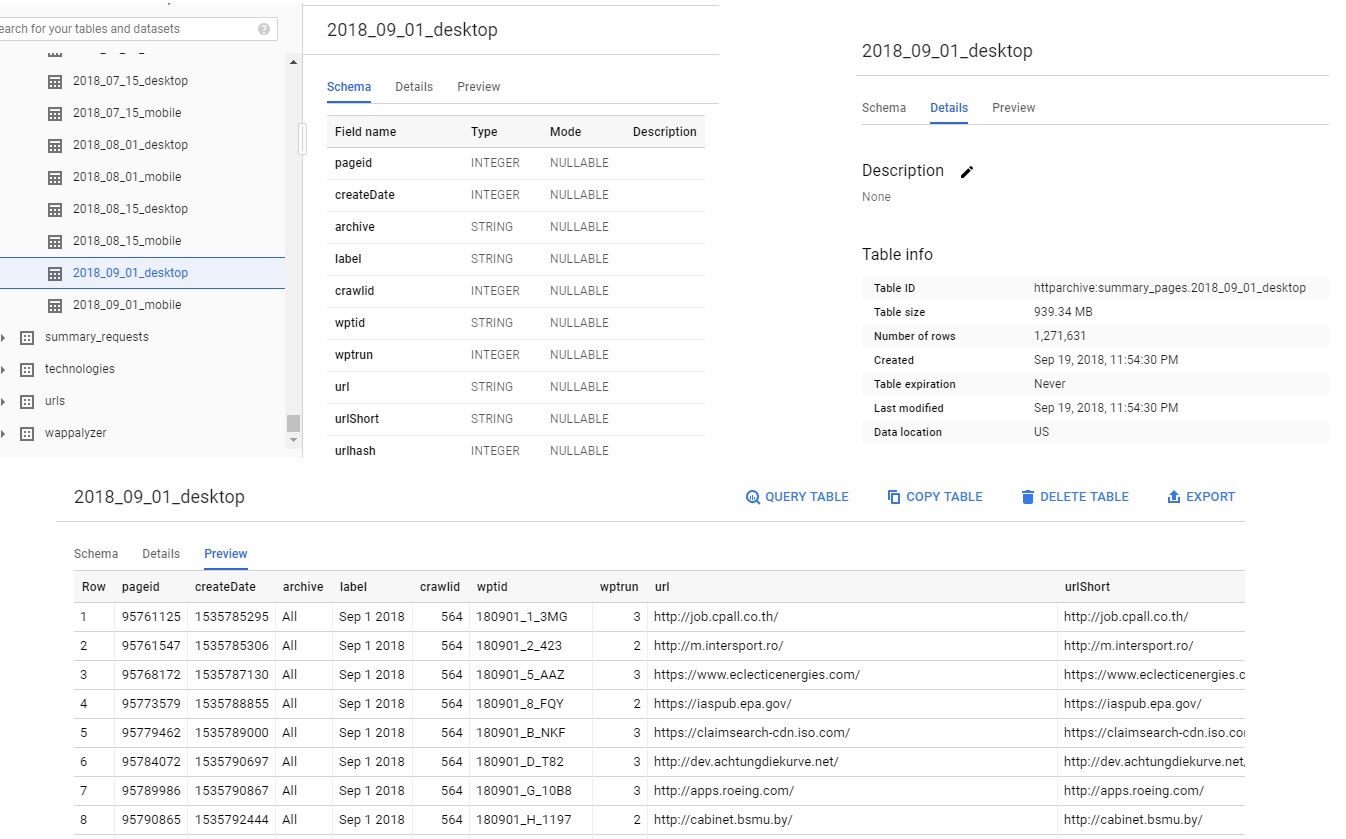 earch for your tables and datasets
2018_07_15_desktop
2018_07_15_mobile
2018_08_01_desktop
2018_08_01_mobile
2018_08_15_desktop
2018_08_15_mobile
2018_09_01_desktop
2018_09_01_mobile
summary_requests
technologies
urls
wappalyzer
2018_09_01_desktop
Schema Details Preview
Field name Type Mode Description
pageid INTEGER NULLABLE
createDate INTEGER NULLABLE
archive STRING NULLABLE
label STRING NULLABLE
crawlid INTEGER NULLABLE
wptid STRING NULLABLE
wptrun INTEGER NULLABLE
url STRING NULLABLE
urlShort STRING NULLABLE
urlhash INTEGER NULLABLE
2018_09_01_desktop
Schema Details Preview
Description
None
Table info
Table ID httparchive:summary_pages.2018_09_01_desktop
Table size 939.34 MB
Number of rows 1,271,631
Created Sep 19, 2018, 11:54:30 PM
Table expiration Never
Last modified Sep 19, 2018, 11:54:30 PM
Data location US
2018_09_01_desktop QUERY TABLE COPY TABLE DELETE TABLE EXPORT
Schema Details Preview
Row pageid createDate archive label crawlid wptid wptrun url urlShort
1 95761125 1535785295 All Sep 1 2018 564 180901_1_3MG 3 http://job.cpall.co.th/ http://job.cpall.co.th/
2 95761547 1535785306 All Sep 1 2018 564 180901_2_423 2 http://m.intersport.ro/ http://m.intersport.ro/
3 95768172 1535787130 All Sep 1 2018 564 180901_5_AAZ 3 https://www.eclecticenergies.com/ https://www.eclecticenergies.c
4 95773579 1535788855 All Sep 1 2018 564 180901_8_FQY 2 https://iaspub.epa.gov/ https://iaspub.epa.gov/
5 95779462 1535789000 All Sep 1 2018 564 180901_B_NKF 3 https://claimsearch-cdn.iso.com/ https://claimsearch-cdn.iso.co
6 95784072 1535790697 All Sep 1 2018 564 180901_D_T82 3 http://dev.achtungdiekurve.net/ http://dev.achtungdiekurve.net
7 95789986 1535790867 All Sep 1 2018 564 180901_G_10B8 3 http://apps.roeing.com/ http://apps.roeing.com/
8 95790865 1535792444 All Sep 1 2018 564 180901_H_1197 2 http://cabinet.bsmu.by/ http://cabinet.bsmu.by/